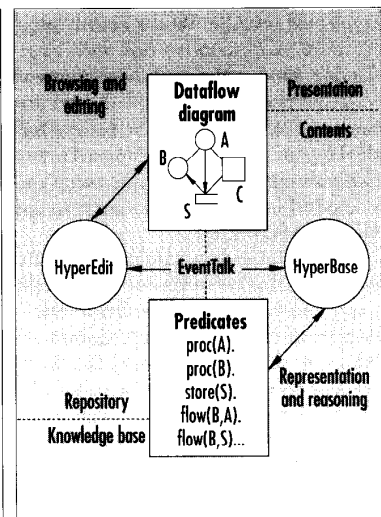 Browsing and
editing
Dataflow
diagram
Presentation
Contents
A
B
C
S
HyperEdit
EventTalk
HyperBase
Predicates
proc(A).
proc(B).
store(S).
flow(B,A).
flow(B,S)...
Representation
and reasoning
Repository
Knowledge base